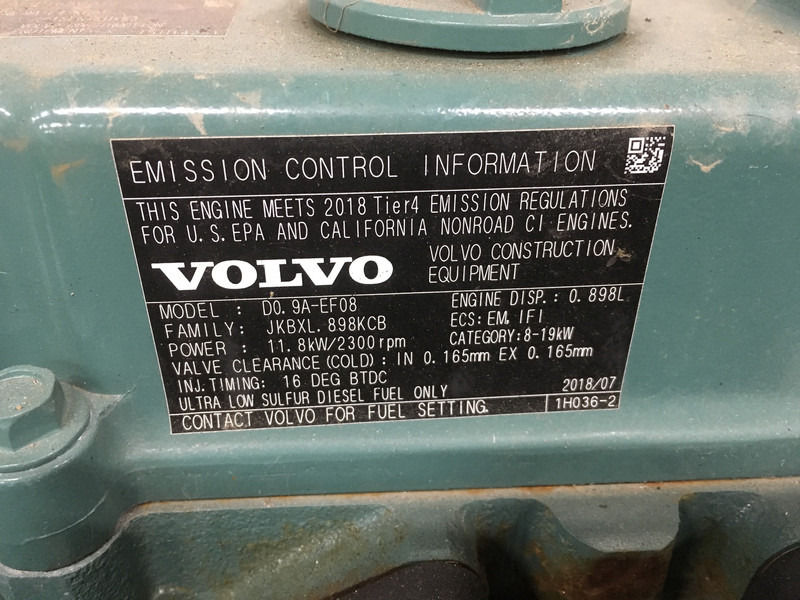 EMISSION CONTROL INFORMATION
THIS ENGINE MEETS 2018 Tier4 EMISSION REGULATIONS
FOR U.S.EPA AND CALIFORNIA NONROAD CI ENGINES.
VOLVO
VOLVO CONSTRUCTION
EQUIPMENT
MODEL : D0.9A-EF08
ENGINE DISP.: 0.898L
FAMILY: JKBXL.898KCB
ECS: EM, IFI
POWER : 11.8kW/2300rpm
CATEGORY:8-19kW
VALVE CLEARANCE(COLD): IN 0.165mm EX 0.165mm
INJ.TIMING: 16 DEG BTDC
ULTRA LOW SULFUR DIESEL FUEL ONLY
2018/07
CONTACT VOLVO FOR FUEL SETTING.
1H036-2